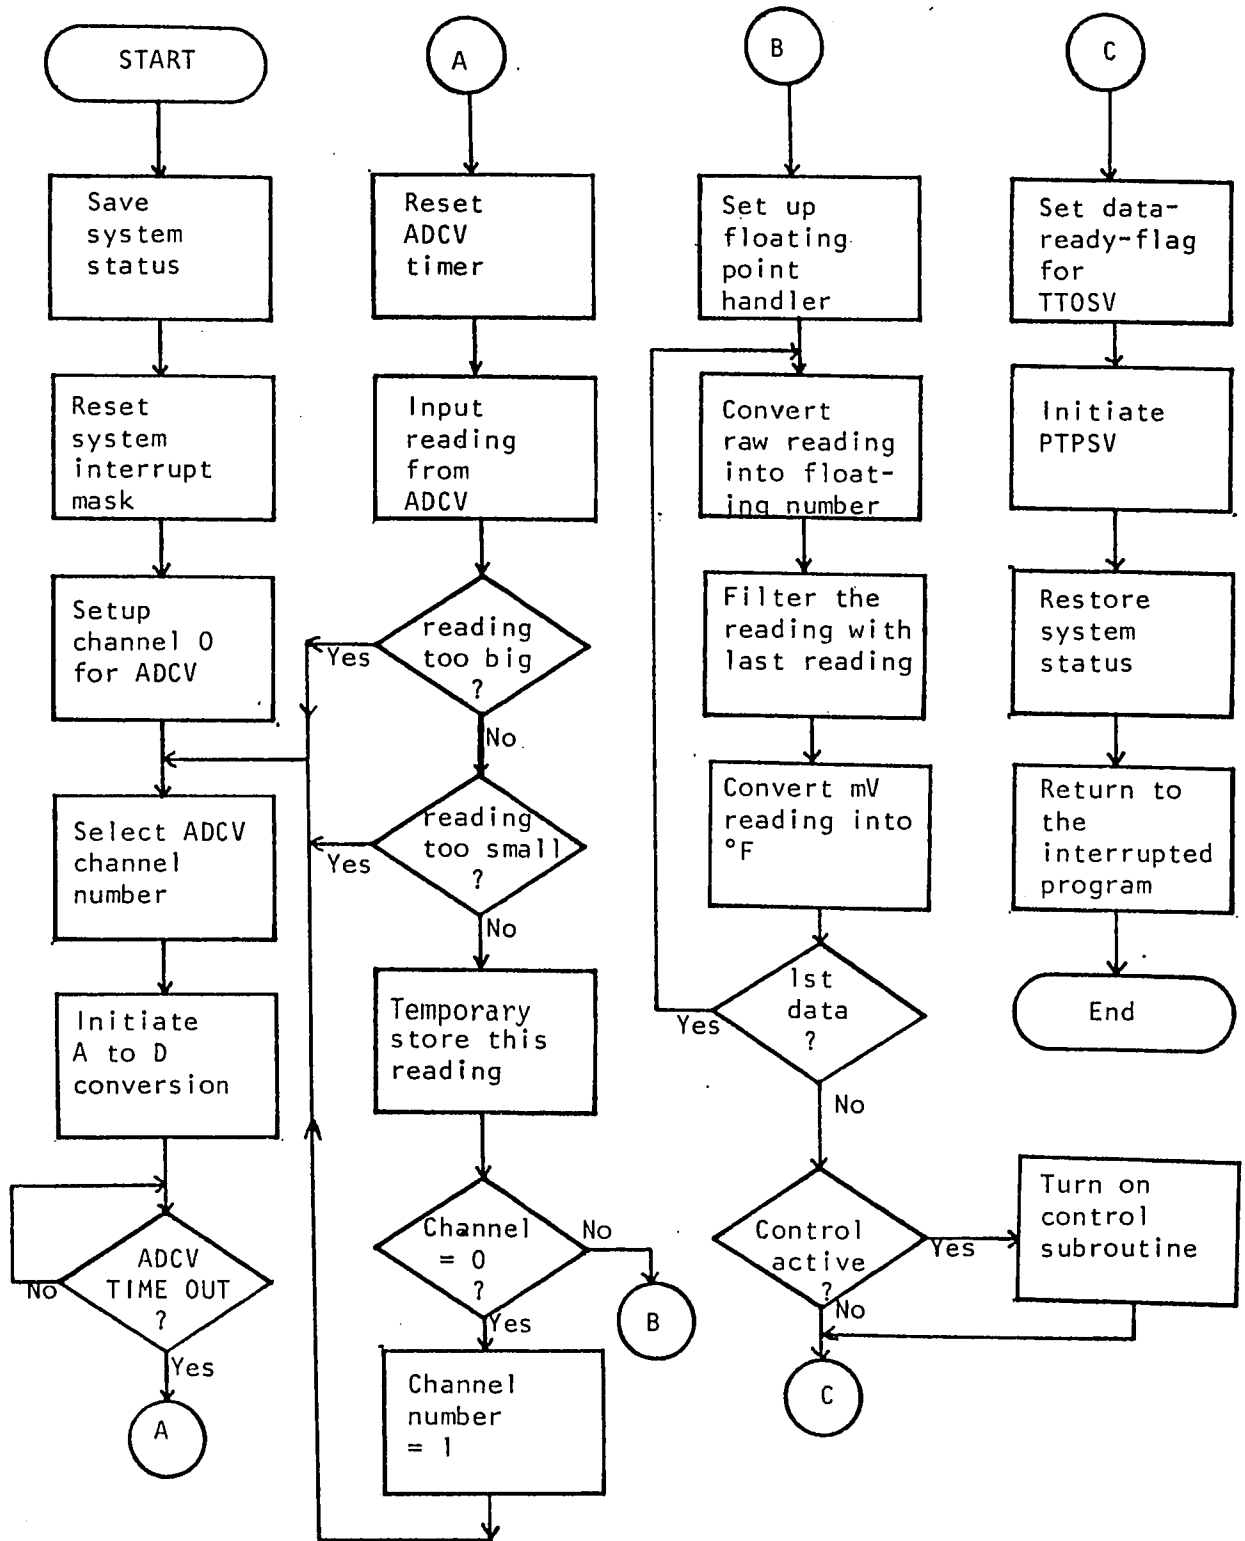 START
Save
system
status
Reset
system
interrupt
mask
Setup
channel 0
for ADCV
Select ADCV
channel
number
Initiate
A to D
conversion
ADCV
TIME OUT
?
No
Yes
A
A
Reset
ADCV
timer
Input
reading
from
ADCV
reading
too big
?
Yes
No
reading
too small
?
Yes
No
Temporary
store this
reading
Channel
= 0
?
No
B
Yes
Channel
number
= 1
B
Set up
floating
point
handler
Convert
raw reading
into float-
ing number
Filter the
reading with
last reading
Convert mV
reading into
°F
1st
data
?
Yes
No
Control
active
?
Yes
Turn on
control
subroutine
No
C
C
Set data-
ready-flag
for
TTOSV
Initiate
PTPSV
Restore
system
status
Return to
the
interrupted
program
End